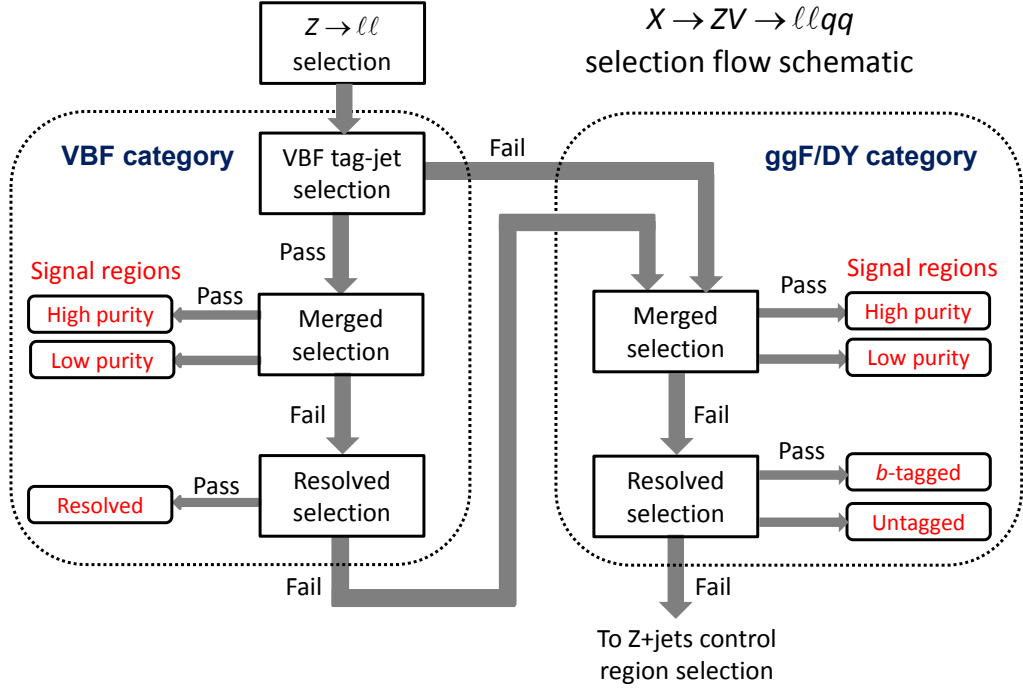 Z → ℓℓ
selection
X → ZV → ℓℓqq
selection flow schematic
VBF category
VBF tag-jet
selection
Fail
ggF/DY category
Pass
Signal regions
Pass
High purity
Low purity
Merged
selection
Fail
Pass
Resolved
Resolved
selection
Fail
Signal regions
Pass
High purity
Low purity
Merged
selection
Fail
Resolved
selection
Pass
b-tagged
Untagged
Fail
To Z+jets control
region selection